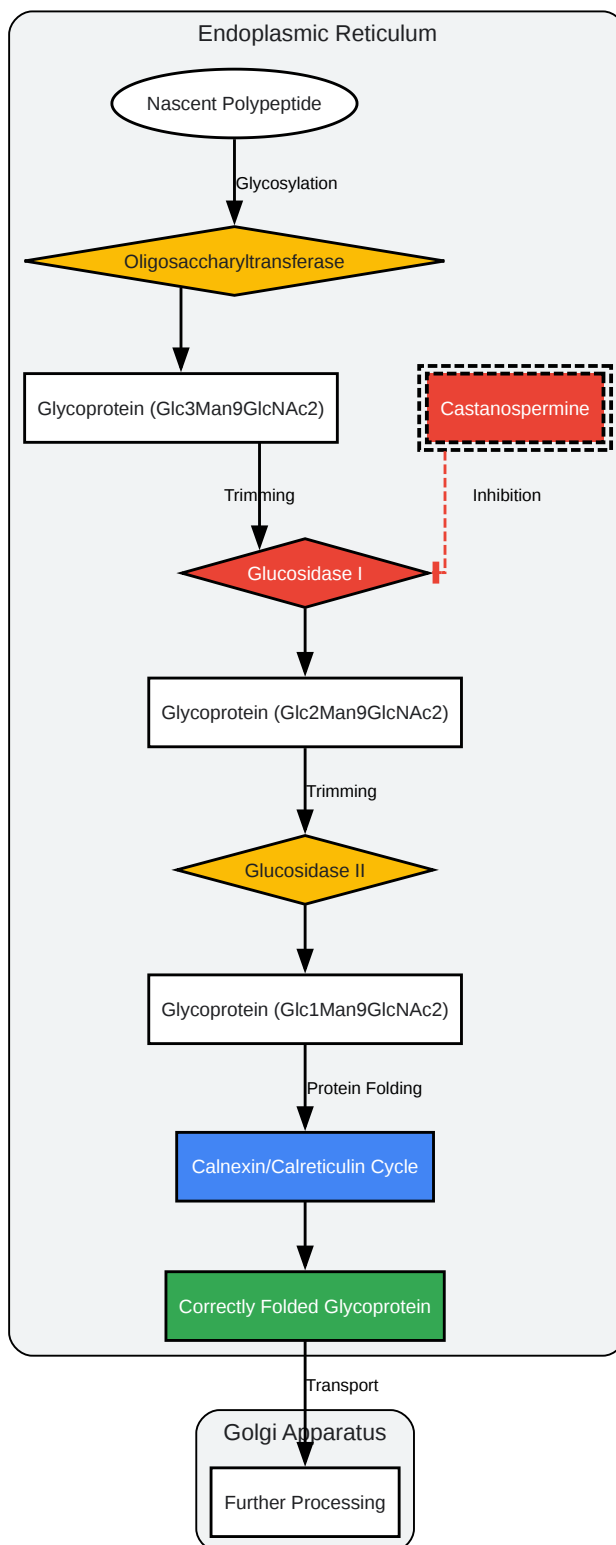 Endoplasmic Reticulum
Nascent Polypeptide
Glycosylation
Oligosaccharyltransferase
Glycoprotein (Glc3Man9GlcNAc2)
Castanospermine
Trimming
Inhibition
Glucosidase I
Glycoprotein (Glc2Man9GlcNAc2)
Trimming
Glucosidase II
Glycoprotein (Glc1Man9GlcNAc2)
Protein Folding
Calnexin/Calreticulin Cycle
Correctly Folded Glycoprotein
Transport
Golgi Apparatus
Further Processing